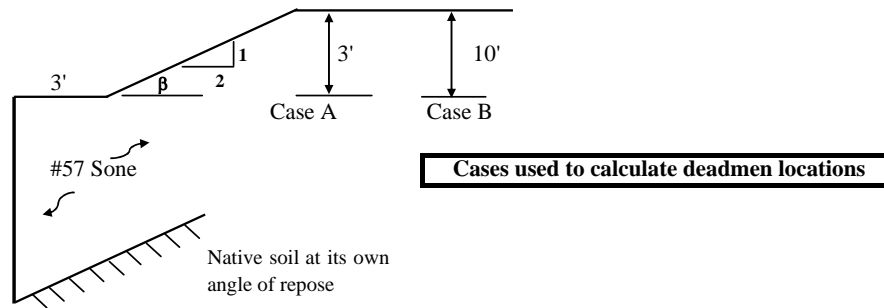 1
3'
3'
10'
β
2
Case A
Case B
#57 Sone
Cases used to calculate deadmen locations
Native soil at its own
angle of repose